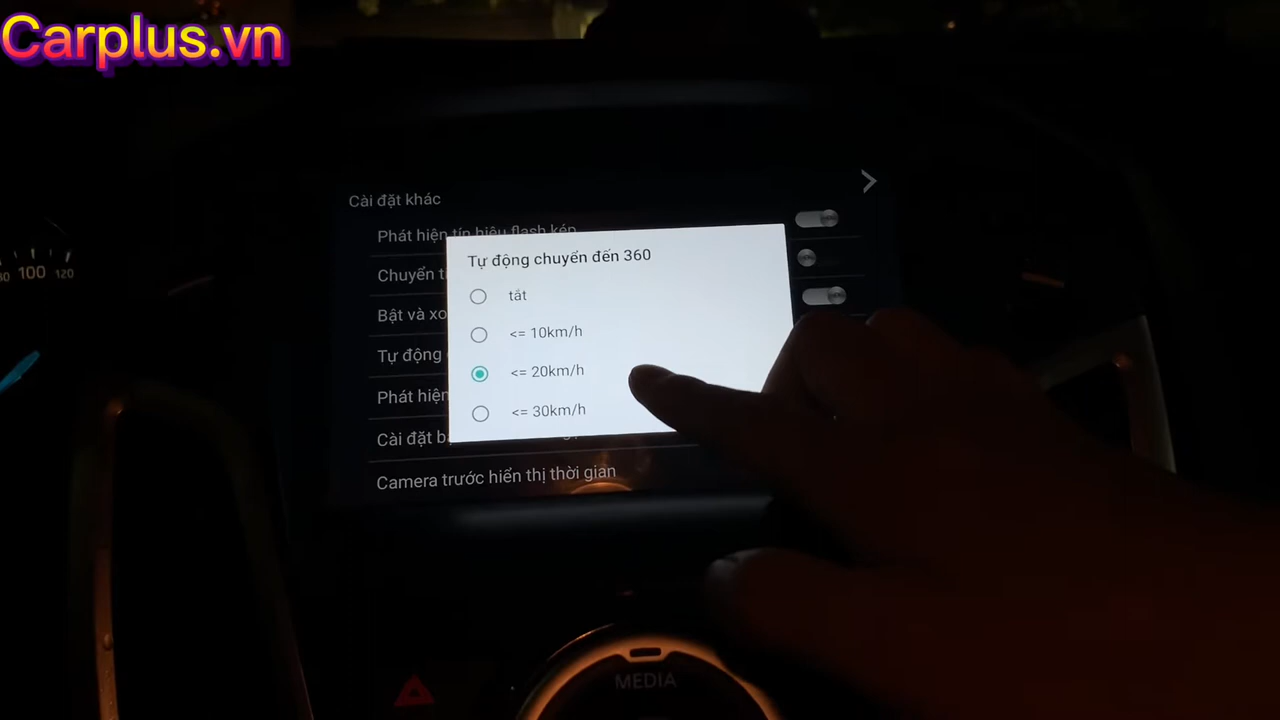 Carplus.vn
Cài đặt khác
Phát hiện tín hiệu flash kép
Chuyển
Bật và
Tự động
Phát hiện
Cài đặt
Camera trước hiển thị thời gian
Tự động chuyển đến 360
tắt
<= 10km/h
<= 20km/h
<= 30km/h
100
120
MEDIA